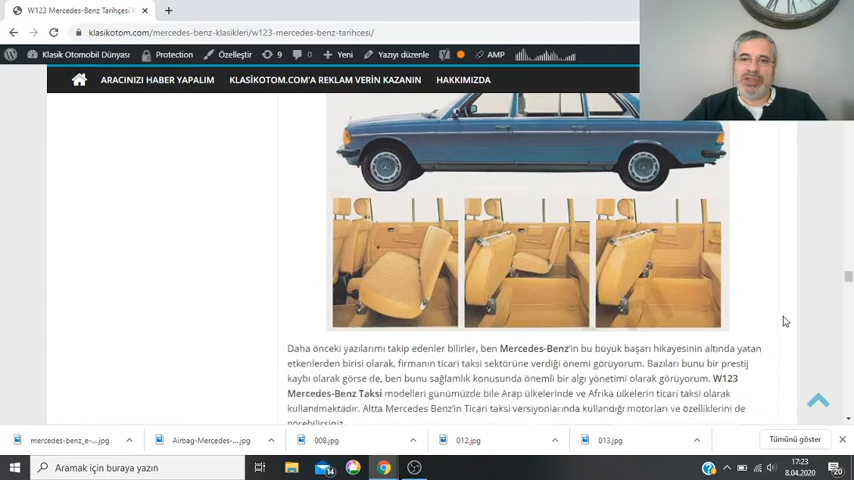 W123 Mercedes-Benz Tarihçesi K
klasikotom.com/mercedes-benz-klasikleri/w123-mercedes-benz-tarihcesi/
Klasik Otomobil Dünyası Protection Özelleştir 9 0 Yeni Yazıyı düzenle AMP
ARACINIZI HABER YAPALIM KLASİKOTOM.COM'A REKLAM VERİN KAZANIN HAKKIMIZDA
Daha önceki yazılarımı takip edenler bilirler, ben Mercedes-Benz'in bu büyük başarı hikayesinin altında yatan
etkenlerden birisi olarak, firmanın ticari taksi sektörüne verdiği önemi görüyorum. Bazıları bunu bir prestij
kaybı olarak görse de, ben bunu sağlamlık konusunda önemli bir algı yönetimi olarak görüyorum. W123
Mercedes-Benz Taksi modelleri günümüzde bile Arap ülkelerinde ve Afrika ülkelerin ticari taksi olarak
kullanılmaktadır. Altta Mercedes Benz'in Ticari taksi versiyonlarında kullandığı motorları ve özelliklerini de
görebilirsiniz.
mercedes-benz_e-....jpg Airbag-Mercedes-....jpg 008.jpg 012.jpg 013.jpg Tümünü göster
Aramak için buraya yazın 14 17:23
8.04.2020 20